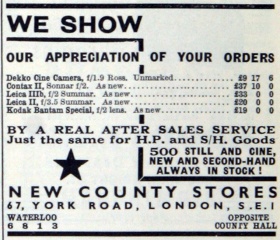 WE SHOW
OUR APPRECIATION OF YOUR ORDERS
Dekko Cine Camera, f/1.9 Ross. Unmarked........ £9 17 6
Contax II, Sonnar f/2. As new........ £37 10 0
Leica IIIb, f/2 Summar. As new........ £33 0 0
Leica II, f/3.5 Summar. As new........ £20 0 0
Kodak Bantam Special, f/2 lens. As new........ £19 0 0
BY A REAL AFTER SALES SERVICE
Just the same for H.P. and S/H. Goods
500 STILL AND CINE,
NEW AND SECOND-HAND
ALWAYS IN STOCK!
NEW COUNTY STORES
67, YORK ROAD, LONDON, S.E.1
WATERLOO
6813
OPPOSITE
COUNTY HALL